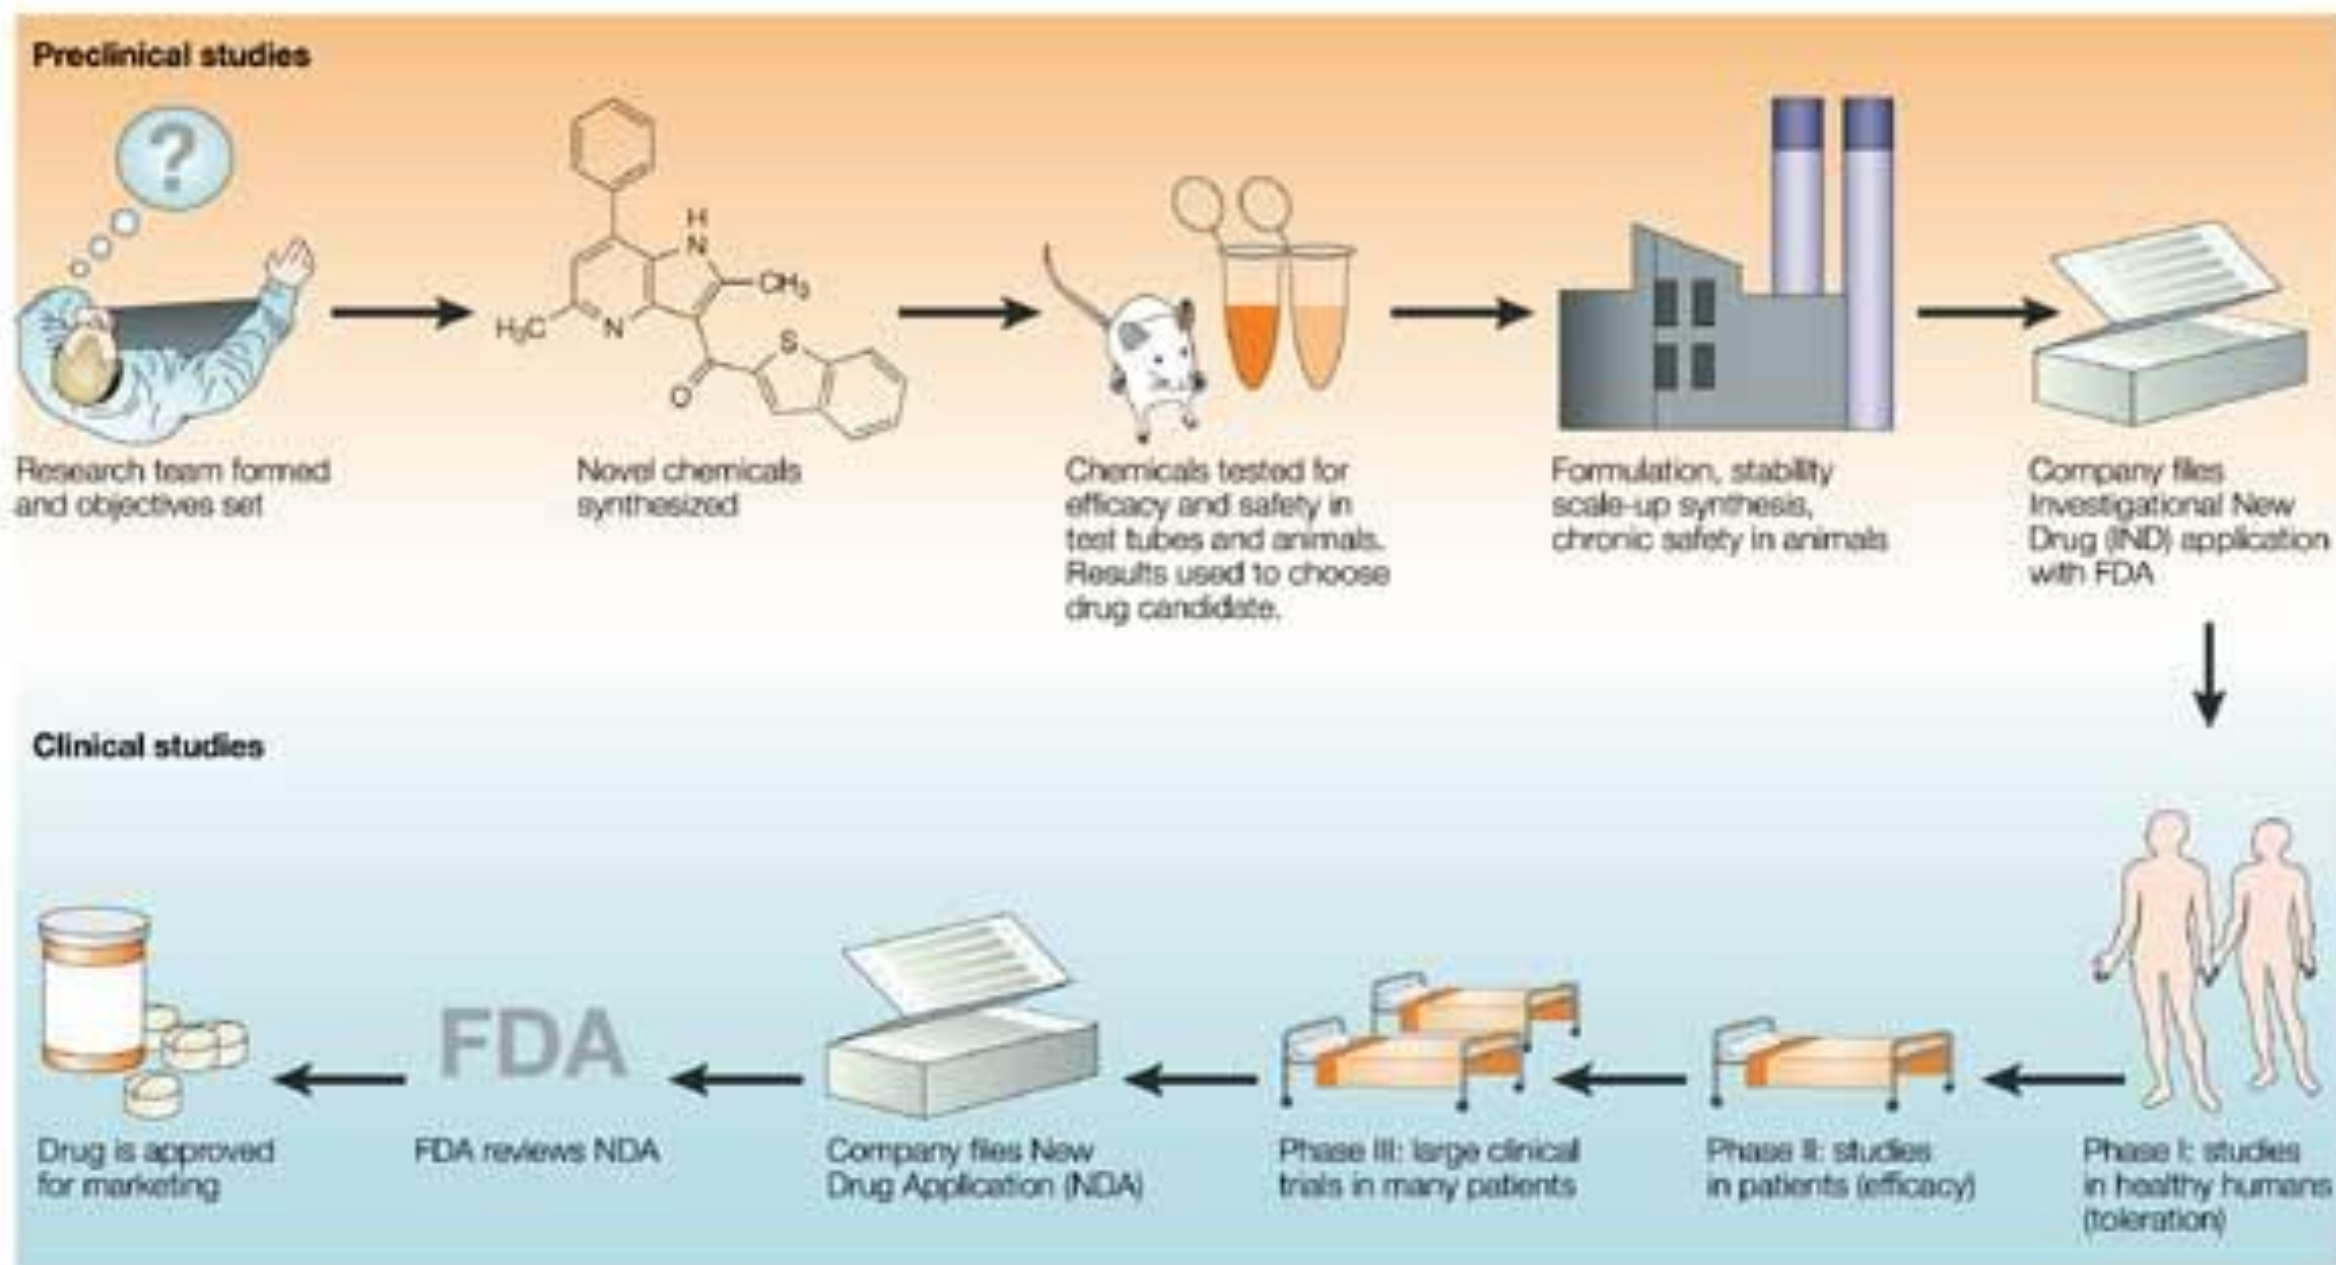 Preclinical studies
?
H
N
CH3
H3C
N
S
O
Research team formed
and objectives set
Novel chemicals
synthesized
Chemicals tested for
efficacy and safety in
test tubes and animals.
Results used to choose
drug candidate.
Formulation, stability
scale-up synthesis,
chronic safety in animals
Company files
Investigational New
Drug (IND) application
with FDA
Clinical studies
FDA
Drug is approved
for marketing
FDA reviews NDA
Company files New
Drug Application (NDA)
Phase III: large clinical
trials in many patients
Phase II: studies
in patients (efficacy)
Phase I: studies
in healthy humans
(toleration)